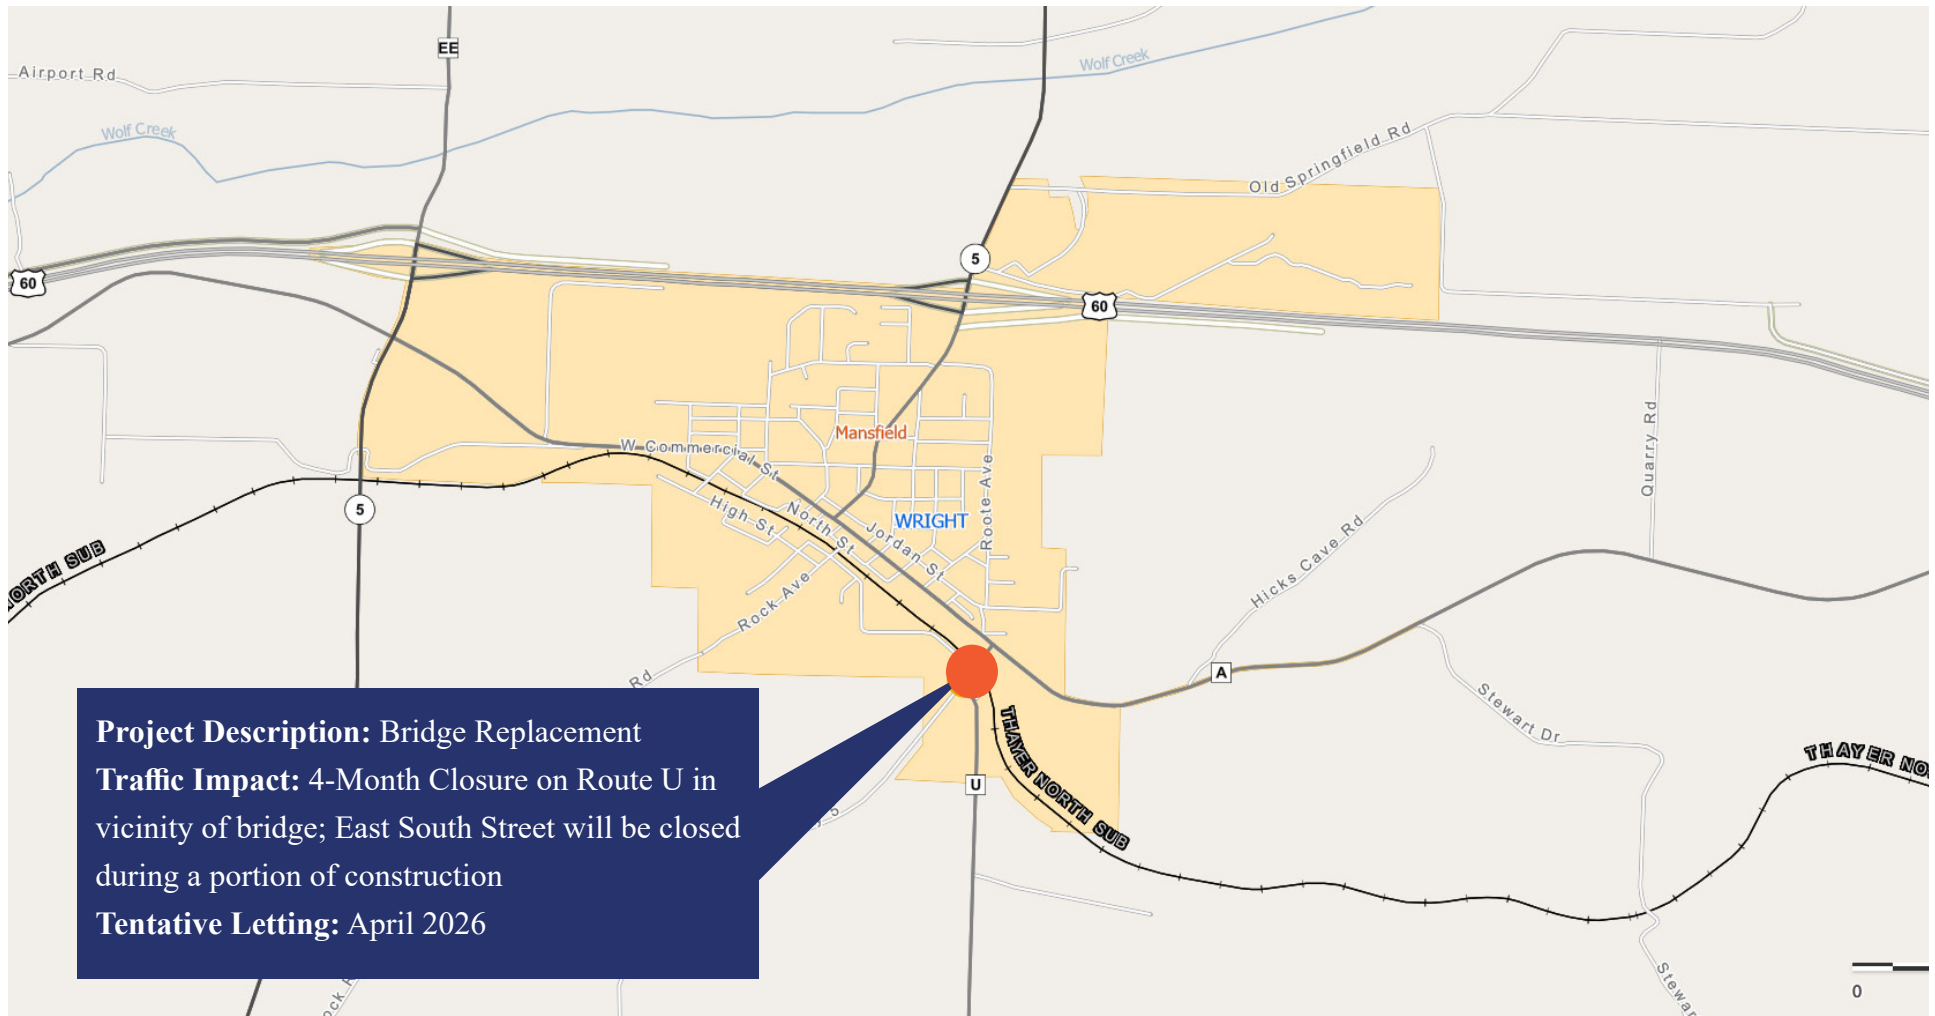 EE
Airport Rd
Wolf Creek
Wolf Creek
Old Springfield Rd
5
60
60
Mansfield
W Commercial St
Quarry Rd
Roote Ave
High St
North St
WRIGHT
Jordan St
5
NORTH SUB
Hicks Cave Rd
Rock Ave
A
Rd
Stewart Dr
THAYER NORTH SUB
THAYER NO
U
Project Description: Bridge Replacement
Traffic Impact: 4-Month Closure on Route U in
vicinity of bridge; East South Street will be closed
during a portion of construction
Tentative Letting: April 2026
5
ock R
Stewar
0